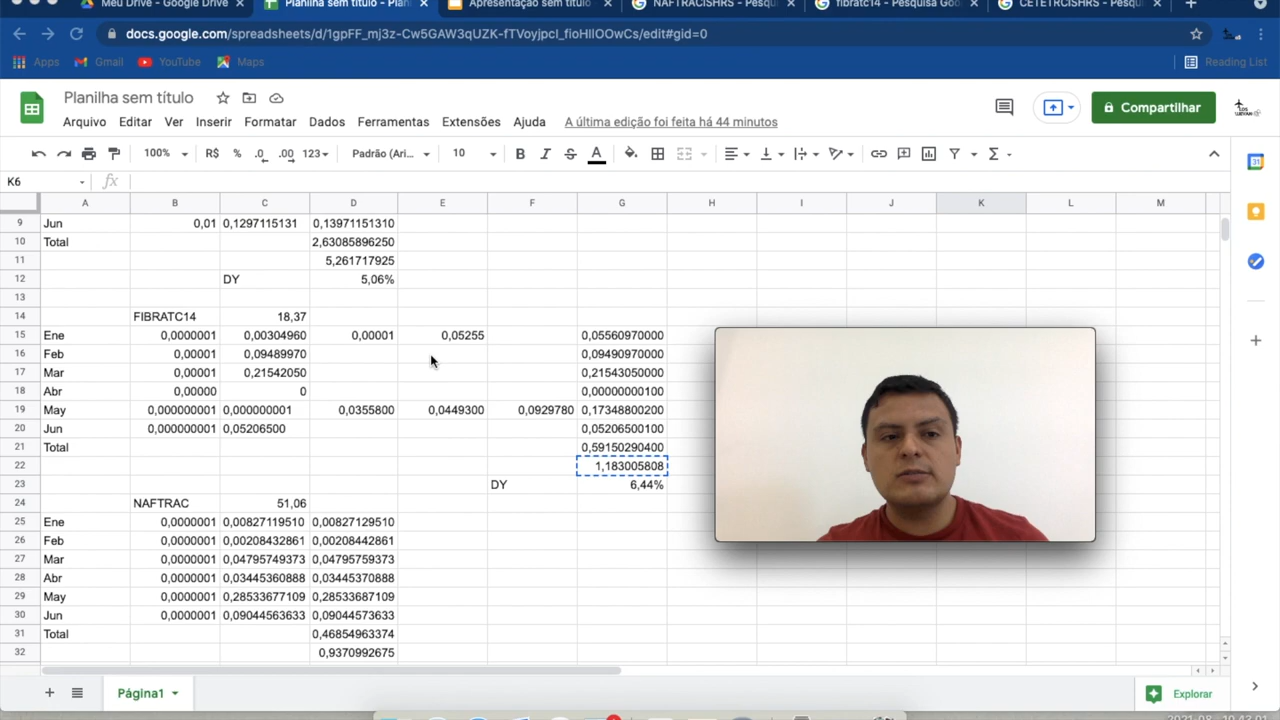 Meu Drive - Google Drive × Planilha sem título - Plani × Apresentação sem título - × NAFTRACISHRS - Pesquisa × fibratc14 - Pesquisa Goo × CETETRCISHRS - Pesquis × +
docs.google.com/spreadsheets/d/1gpFF_mj3z-Cw5GAW3qUZK-fTVoyjpcI_fioHIlOOwCs/edit#gid=0
Apps Gmail YouTube Maps Reading List
Planilha sem título
Compartilhar
Arquivo Editar Ver Inserir Formatar Dados Ferramentas Extensões Ajuda A última edição foi feita há 44 minutos
100% R$ % .0 .00 123 Padrão (Ari... 10 B I S A Σ
K6 fx
A B C D E F G H I J K L M
9 Jun 0,01 0,1297115131 0,13971151310
10 Total 2,63085896250
11 5,261717925
12 DY 5,06%
13
14 FIBRATC14 18,37
15 Ene 0,0000001 0,00304960 0,00001 0,05255 0,05560970000
16 Feb 0,00001 0,09489970 0,09490970000
17 Mar 0,00001 0,21542050 0,21543050000
18 Abr 0,00000 0 0,00000000100
19 May 0,000000001 0,000000001 0,0355800 0,0449300 0,0929780 0,17348800200
20 Jun 0,000000001 0,05206500 0,05206500100
21 Total 0,59150290400
22 1,183005808
23 DY 6,44%
24 NAFTRAC 51,06
25 Ene 0,0000001 0,00827119510 0,00827129510
26 Feb 0,0000001 0,00208432861 0,00208442861
27 Mar 0,0000001 0,04795749373 0,04795759373
28 Abr 0,0000001 0,03445360888 0,03445370888
29 May 0,0000001 0,28533677109 0,28533687109
30 Jun 0,0000001 0,09044563633 0,09044573633
31 Total 0,46854963374
32 0,9370992675
+ Página1 Explorar